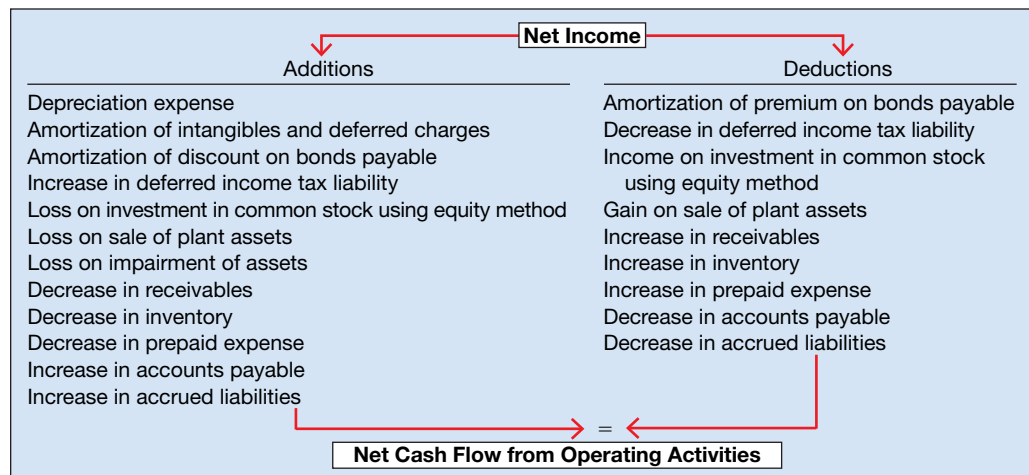 Net Income
Additions
Depreciation expense
Amortization of intangibles and deferred charges
Amortization of discount on bonds payable
Increase in deferred income tax liability
Loss on investment in common stock using equity method
Loss on sale of plant assets
Loss on impairment of assets
Decrease in receivables
Decrease in inventory
Decrease in prepaid expense
Increase in accounts payable
Increase in accrued liabilities
Deductions
Amortization of premium on bonds payable
Decrease in deferred income tax liability
Income on investment in common stock
using equity method
Gain on sale of plant assets
Increase in receivables
Increase in inventory
Increase in prepaid expense
Decrease in accounts payable
Decrease in accrued liabilities
=
Net Cash Flow from Operating Activities